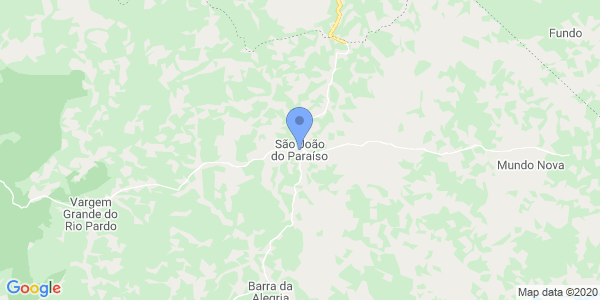 Fundo
São João
do Paraíso
Mundo Nova
Vargem
Grande do
Rio Pardo
Barra da
Alegria
Google
Map data ©2020